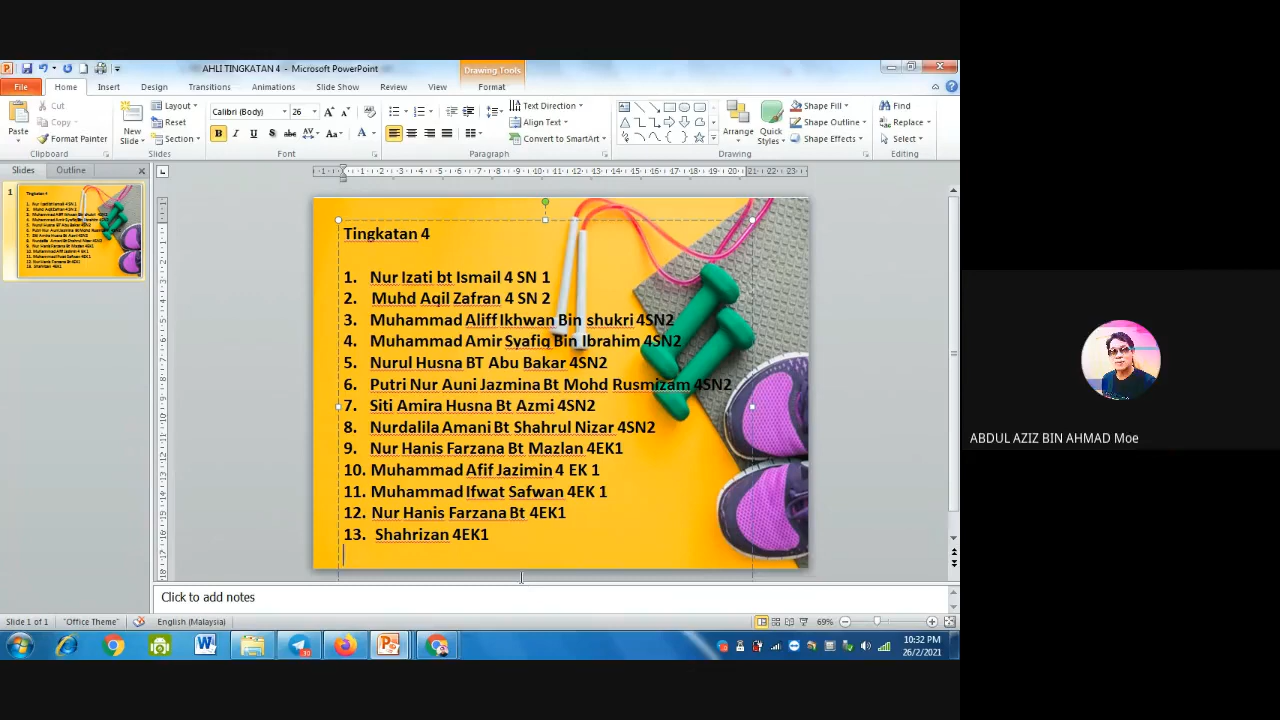 AHLI TINGKATAN 4 - Microsoft PowerPoint
Drawing Tools
File Home Insert Design Transitions Animations Slide Show Review View Format
Paste
Cut
Copy
Format Painter
Clipboard
New Slide
Layout
Reset
Section
Slides
Calibri (Body) 26
Font
Text Direction
Align Text
Convert to SmartArt
Paragraph
Arrange
Quick Styles
Shape Fill
Shape Outline
Shape Effects
Drawing
Find
Replace
Select
Editing
Slides Outline
1
Tingkatan 4
1. Nur Izati bt Ismail 4 SN 1
2. Muhd Aqil Zafran 4 SN 2
3. Muhammad Aliff Ikhwan Bin shukri 4SN2
4. Muhammad Amir Syafiq Bin Ibrahim 4SN2
5. Nurul Husna BT Abu Bakar 4SN2
6. Putri Nur Auni Jazmina Bt Mohd Rusmizam 4SN2
7. Siti Amira Husna Bt Azmi 4SN2
8. Nurdalila Amani Bt Shahrul Nizar 4SN2
9. Nur Hanis Farzana Bt Mazlan 4EK1
10. Muhammad Afif Jazimin 4 EK 1
11. Muhammad Ifwat Safwan 4EK 1
12. Nur Hanis Farzana Bt 4EK1
13. Shahrizan 4EK1
ABDUL AZIZ BIN AHMAD Moe
Click to add notes
Slide 1 of 1 "Office Theme" English (Malaysia) 69%
10:32 PM
26/2/2021